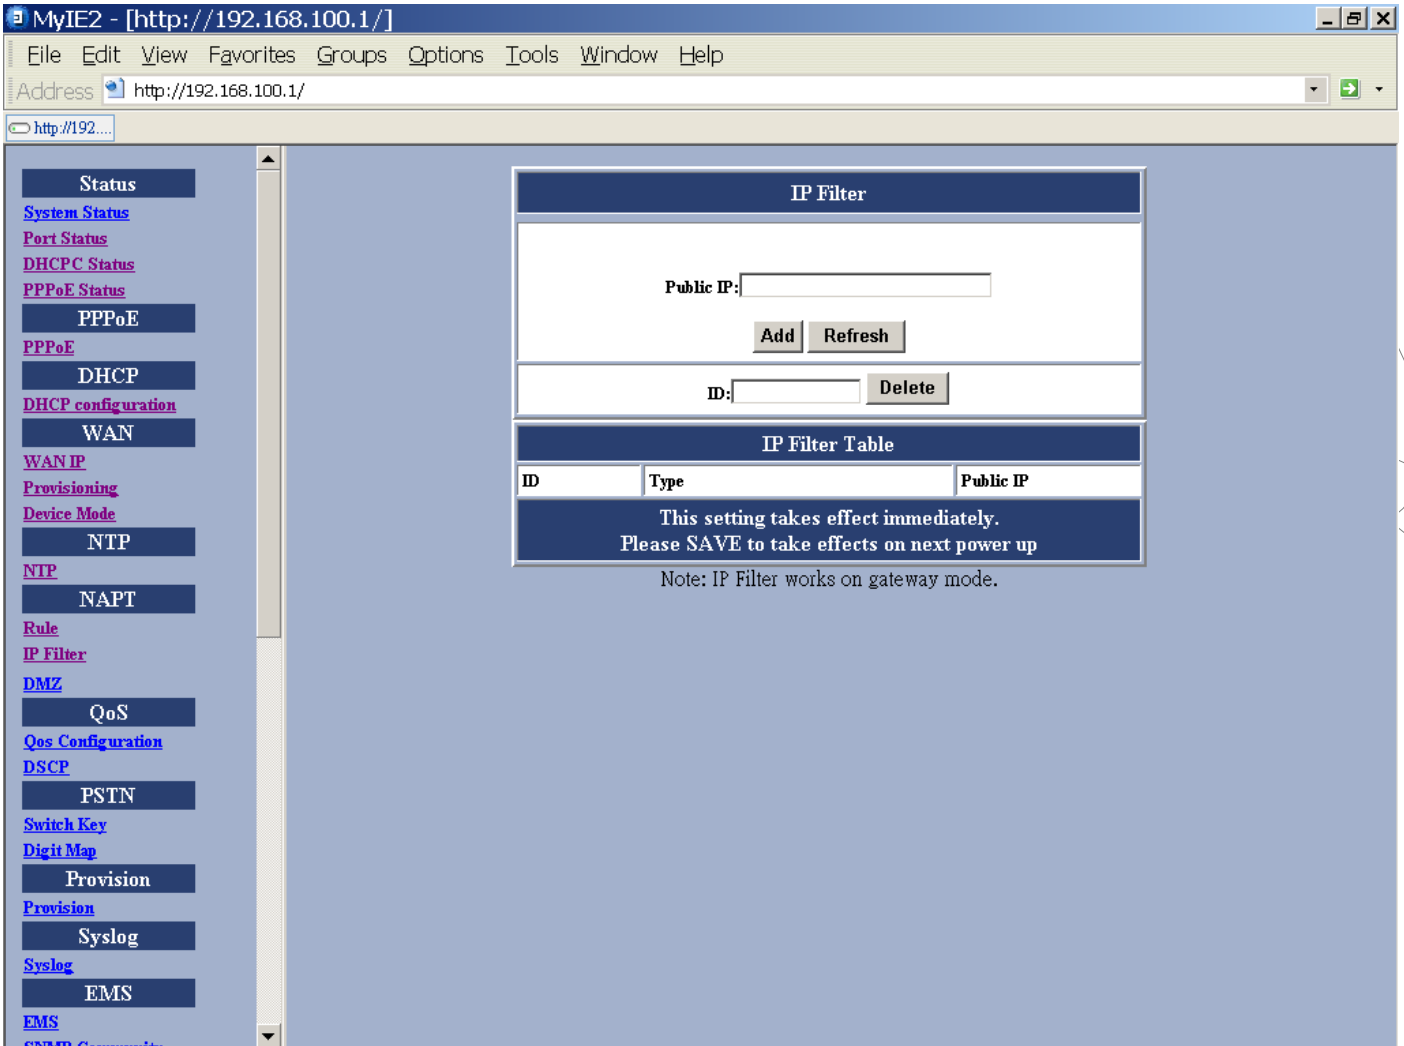 MyIE2 - [http://192.168.100.1/]
File Edit View Favorites Groups Options Tools Window Help
Address http://192.168.100.1/
http://192....
Status
System Status
Port Status
DHCPC Status
PPPoE Status
PPPoE
PPPoE
DHCP
DHCP configuration
WAN
WAN IP
Provisioning
Device Mode
NTP
NTP
NAPT
Rule
IP Filter
DMZ
QoS
Qos Configuration
DSCP
PSTN
Switch Key
Digit Map
Provision
Provision
Syslog
Syslog
EMS
EMS
SNMP Community
IP Filter
Public IP:
Add Refresh
ID: Delete
IP Filter Table
ID Type Public IP
This setting takes effect immediately.
Please SAVE to take effects on next power up
Note: IP Filter works on gateway mode.